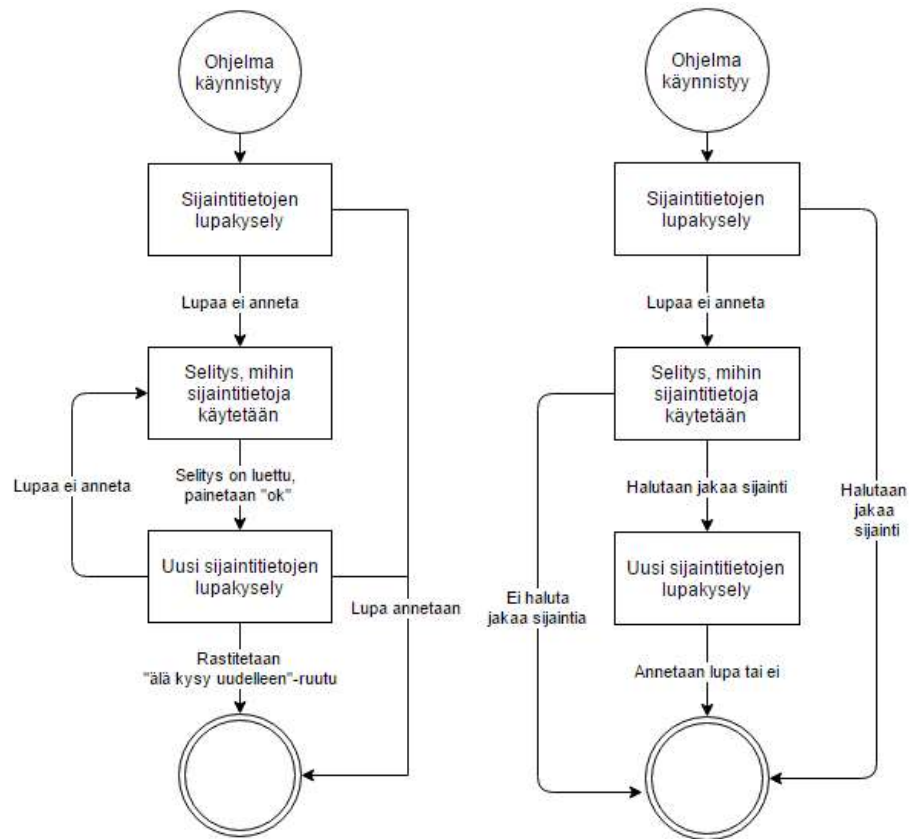 Ohjelma
käynnistyy
Sijaintitietojen
lupakysely
Lupaa ei anneta
Selitys, mihin
sijaintitietoja
käytetään
Selitys on luettu,
painetaan "ok"
Lupaa ei anneta
Uusi sijaintitietojen
lupakysely
Lupa annetaan
Rastitetaan
"älä kysy uudelleen"-ruutu
Ohjelma
käynnistyy
Sijaintitietojen
lupakysely
Lupaa ei anneta
Selitys, mihin
sijaintitietoja
käytetään
Halutaan jakaa sijainti
Halutaan
jakaa
sijainti
Uusi sijaintitietojen
lupakysely
Ei haluta
jakaa sijaintia
Annetaan lupa tai ei